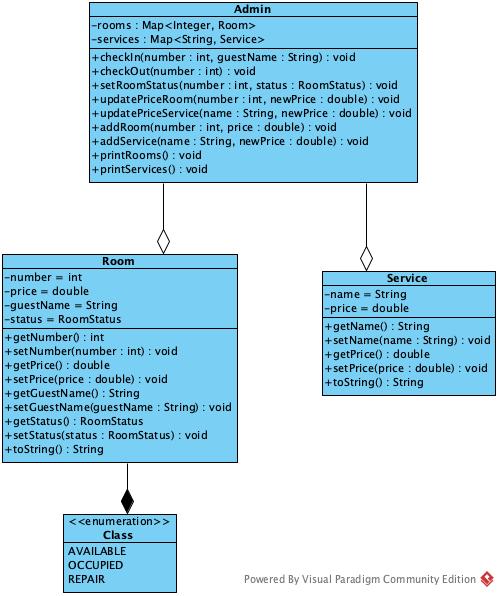 Admin
-rooms : Map<Integer, Room>
-services : Map<String, Service>
+checkIn(number : int, guestName : String) : void
+checkOut(number : int) : void
+setRoomStatus(number : int, status : RoomStatus) : void
+updatePriceRoom(number : int, newPrice : double) : void
+updatePriceService(name : String, newPrice : double) : void
+addRoom(number : int, price : double) : void
+addService(name : String, newPrice : double) : void
+printRooms() : void
+printServices() : void
Room
-number = int
-price = double
-guestName = String
-status = RoomStatus
+getNumber() : int
+setNumber(number : int) : void
+getPrice() : double
+setPrice(price : double) : void
+getGuestName() : String
+setGuestName(guestName : String) : void
+getStatus() : RoomStatus
+setStatus(status : RoomStatus) : void
+toString() : String
Service
-name = String
-price = double
+getName() : String
+setName(name : String) : void
+getPrice() : double
+setPrice(price : double) : void
+toString() : String
<<enumeration>>
Class
AVAILABLE
OCCUPIED
REPAIR
Powered By Visual Paradigm Community Edition